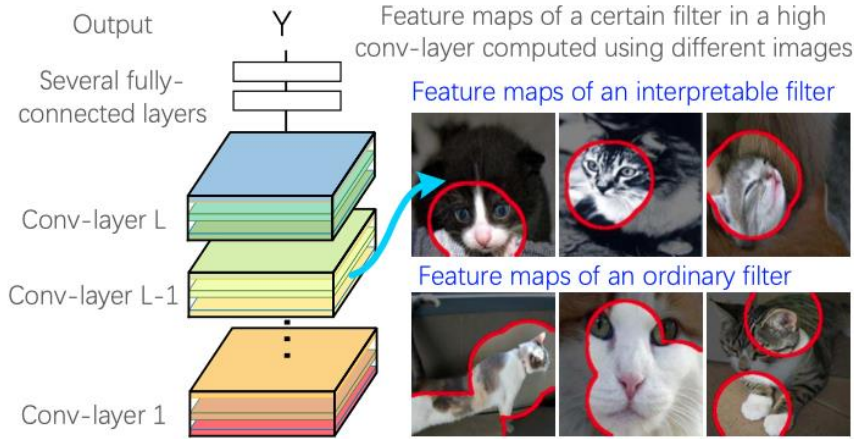 Output
Y
Several fully-
connected layers
Conv-layer L
Conv-layer L-1
Conv-layer 1
Feature maps of a certain filter in a high
conv-layer computed using different images
Feature maps of an interpretable filter
Feature maps of an ordinary filter